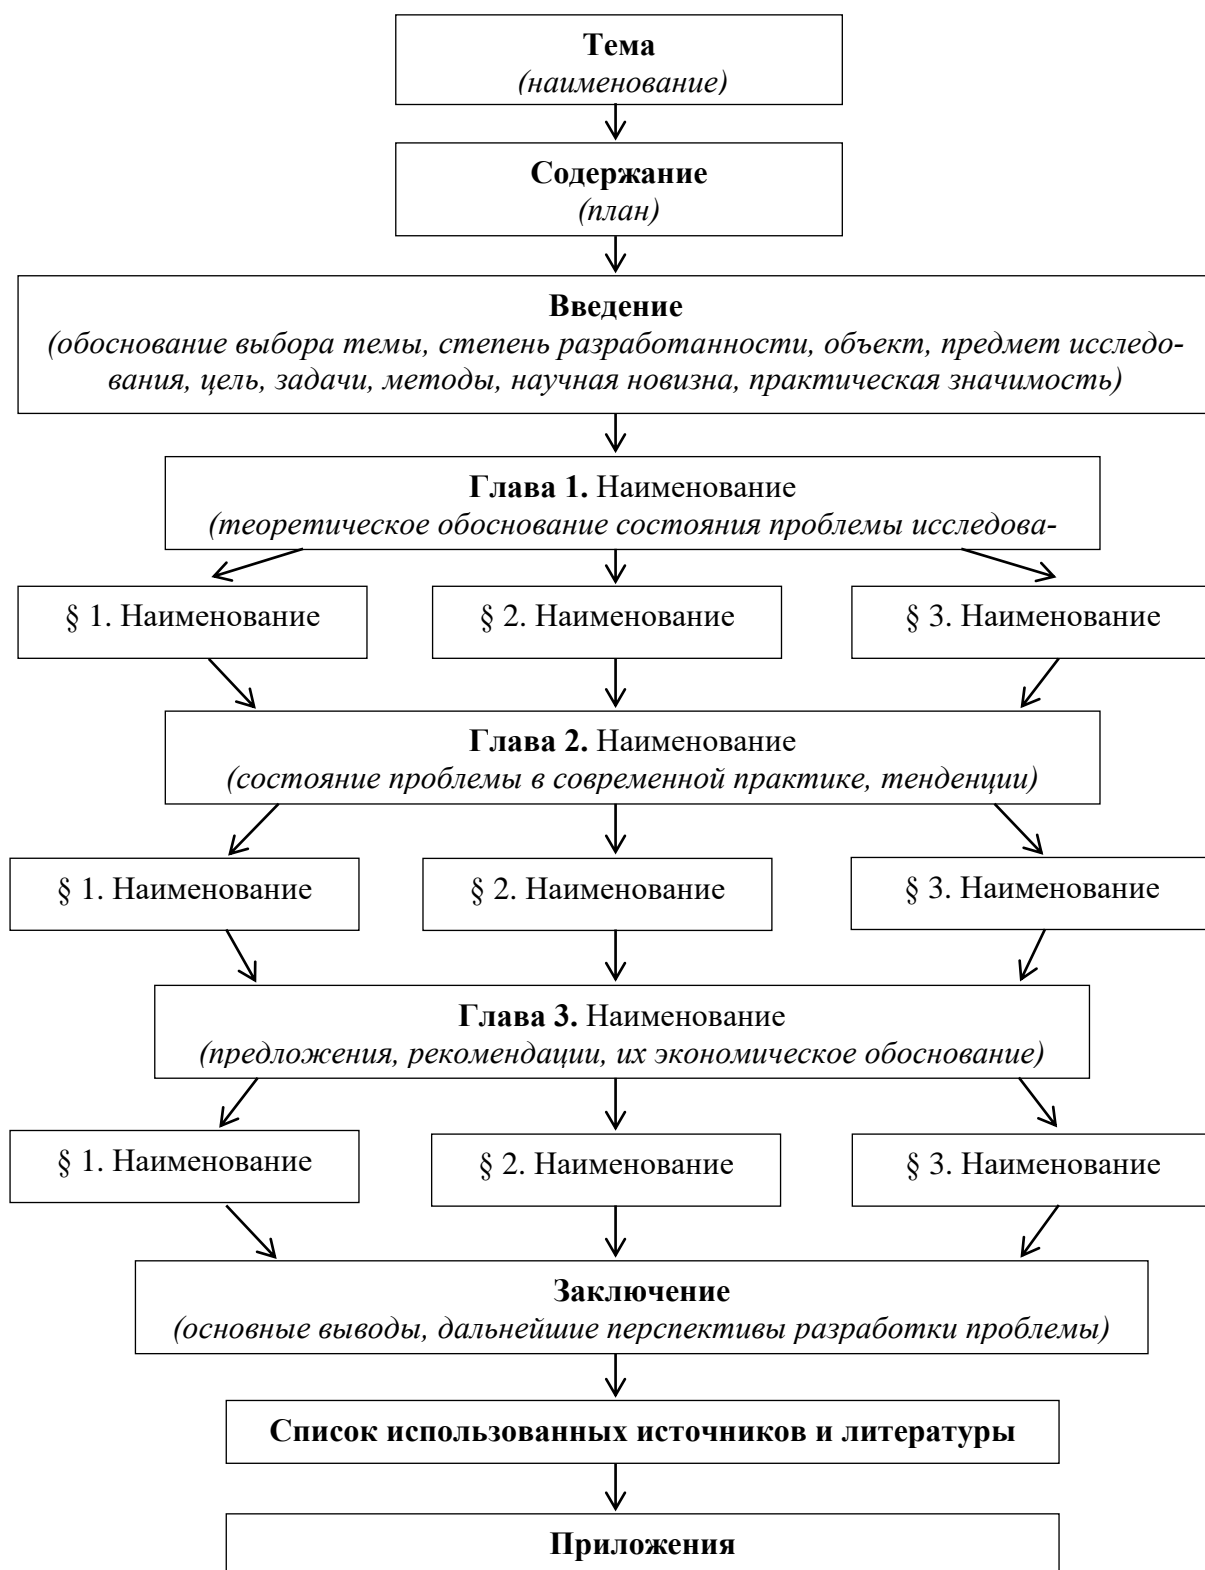 Тема
(наименование)
Содержание
(план)
Введение
(обоснование выбора темы, степень разработанности, объект, предмет исследо-
вания, цель, задачи, методы, научная новизна, практическая значимость)
Глава 1. Наименование
(теоретическое обоснование состояния проблемы исследова-
§ 1. Наименование
§ 2. Наименование
§ 3. Наименование
Глава 2. Наименование
(состояние проблемы в современной практике, тенденции)
§ 1. Наименование
§ 2. Наименование
§ 3. Наименование
Глава 3. Наименование
(предложения, рекомендации, их экономическое обоснование)
§ 1. Наименование
§ 2. Наименование
§ 3. Наименование
Заключение
(основные выводы, дальнейшие перспективы разработки проблемы)
Список использованных источников и литературы
Приложения